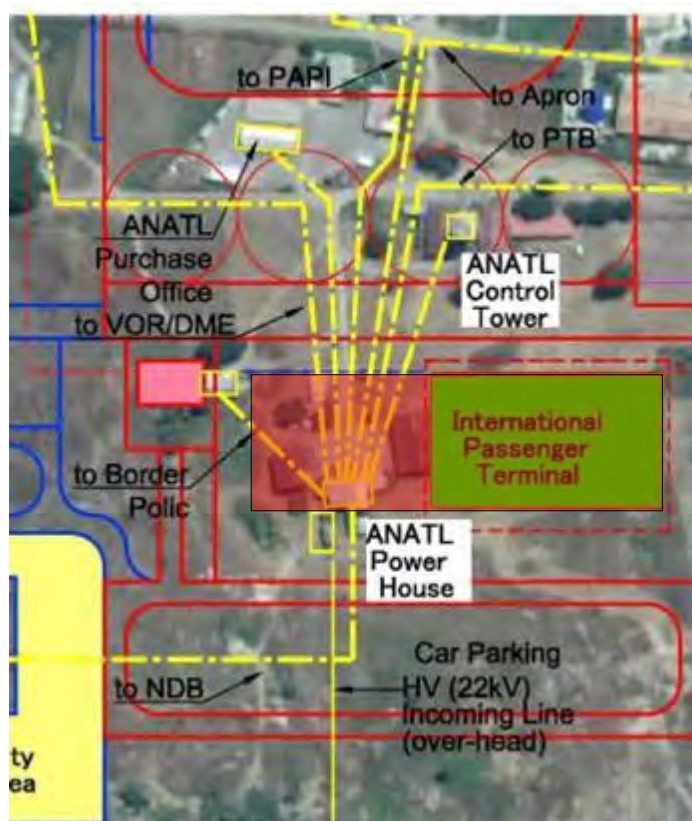 to PAPI
to Apron
to PTB
ANATL
Purchase
Office
to VOR/DME
ANATL
Control
Tower
International
Passenger
Terminal
to Border
Polic
ANATL
Power
House
Car Parking
to NDB
HV (22kV)
Incoming Line
(over-head)
ty
ea